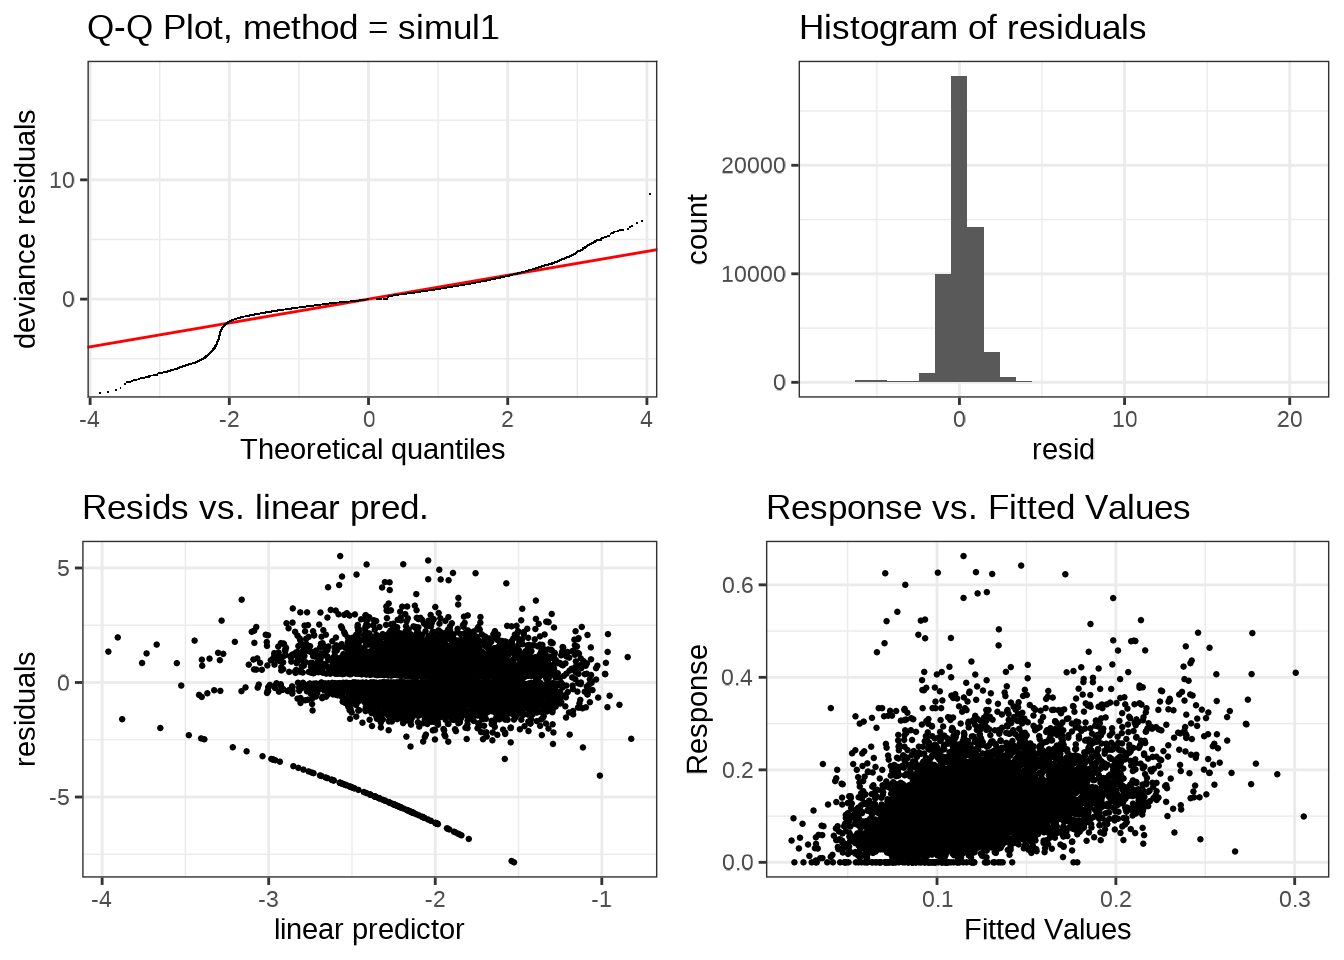 Q-Q Plot, method = simul1
deviance residuals
10
0
-4 -2 0 2 4
Theoretical quantiles
Histogram of residuals
count
20000
10000
0
0 10 20
resid
Resids vs. linear pred.
residuals
5
0
-5
-4 -3 -2 -1
linear predictor
Response vs. Fitted Values
Response
0.6
0.4
0.2
0.0
0.1 0.2 0.3
Fitted Values